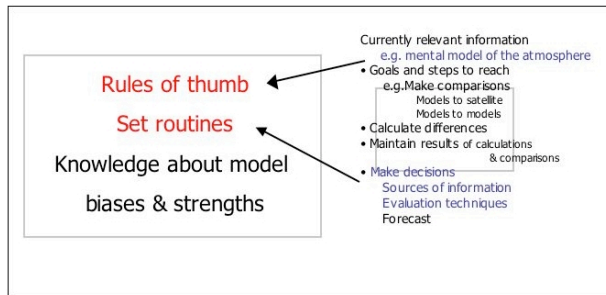 Rules of thumb
Set routines
Knowledge about model
biases & strengths
Currently relevant information
e.g. mental model of the atmosphere
• Goals and steps to reach
e.g.Make comparisons
Models to satellite
Models to models
• Calculate differences
• Maintain results of calculations
& comparisons
• Make decisions
Sources of information
Evaluation techniques
Forecast